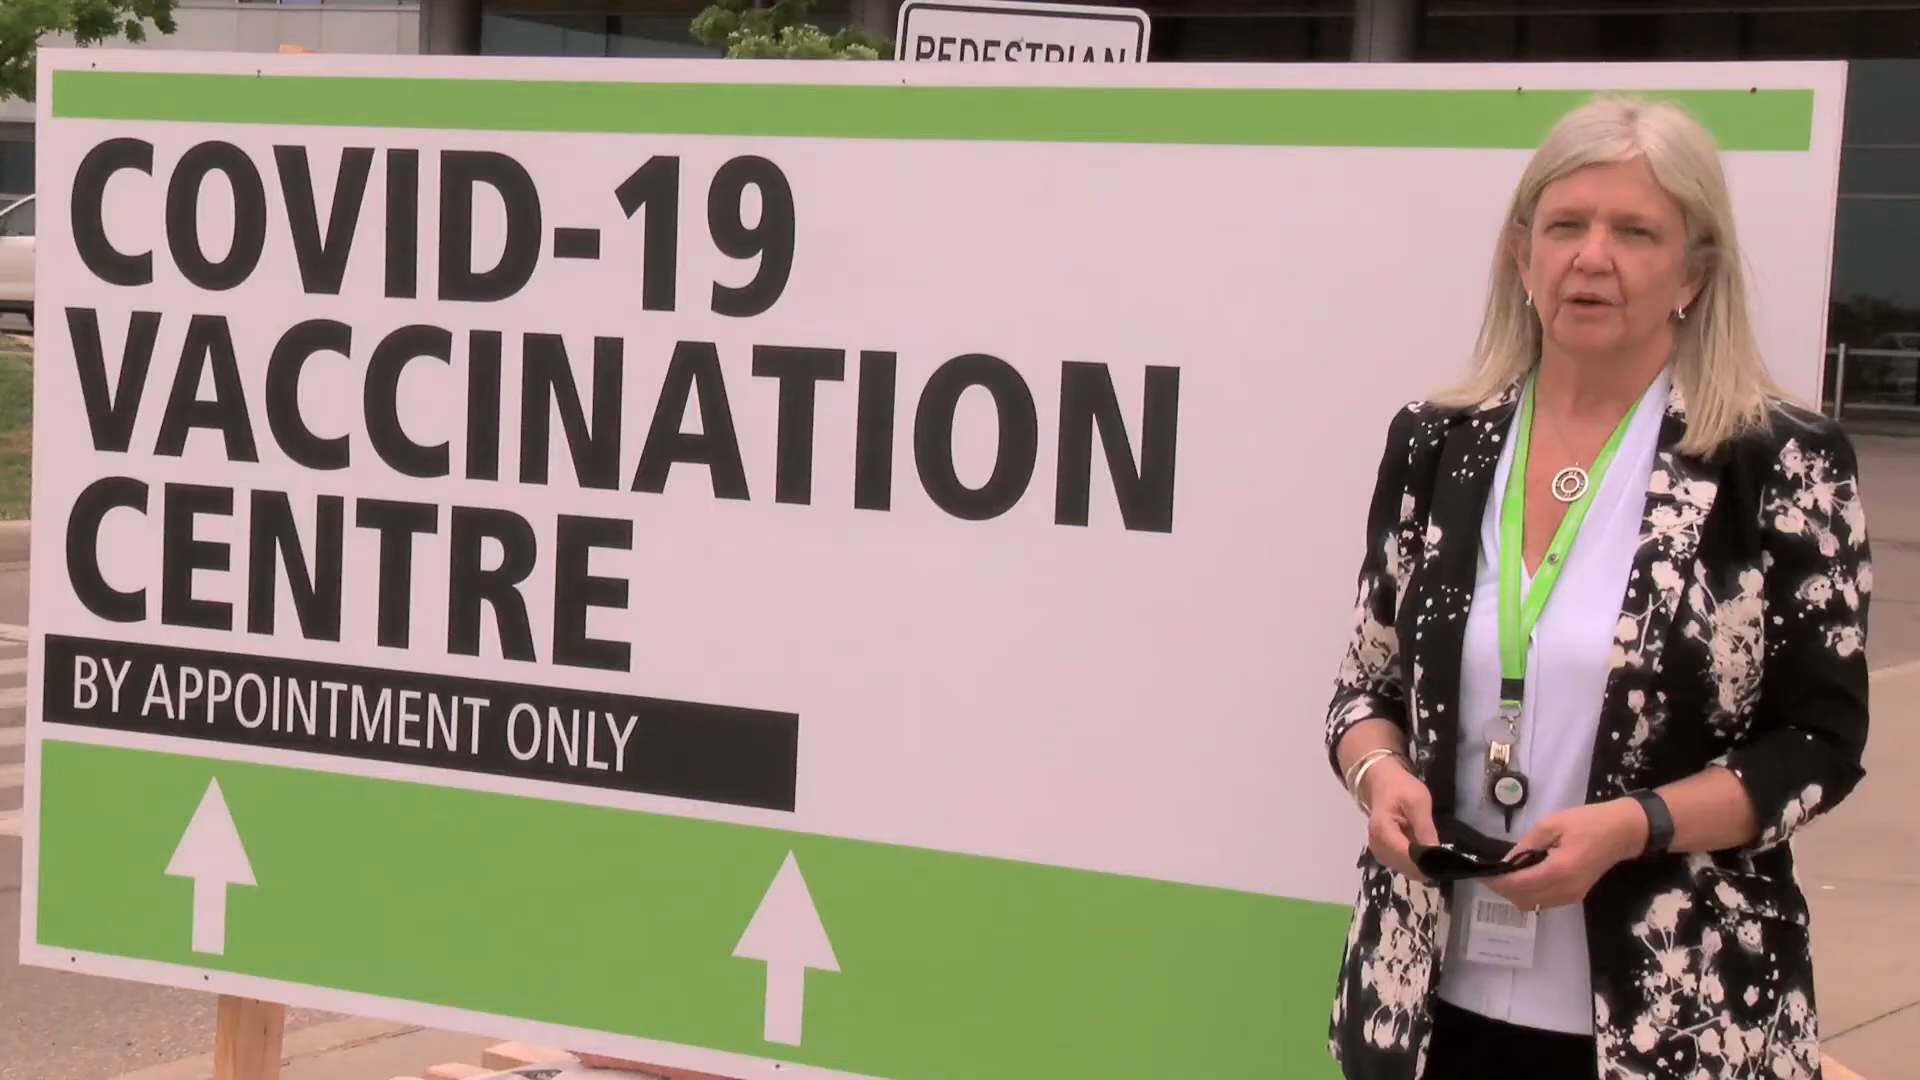 PEDESTRIAN
COVID-19
VACCINATION
CENTRE
BY APPOINTMENT ONLY